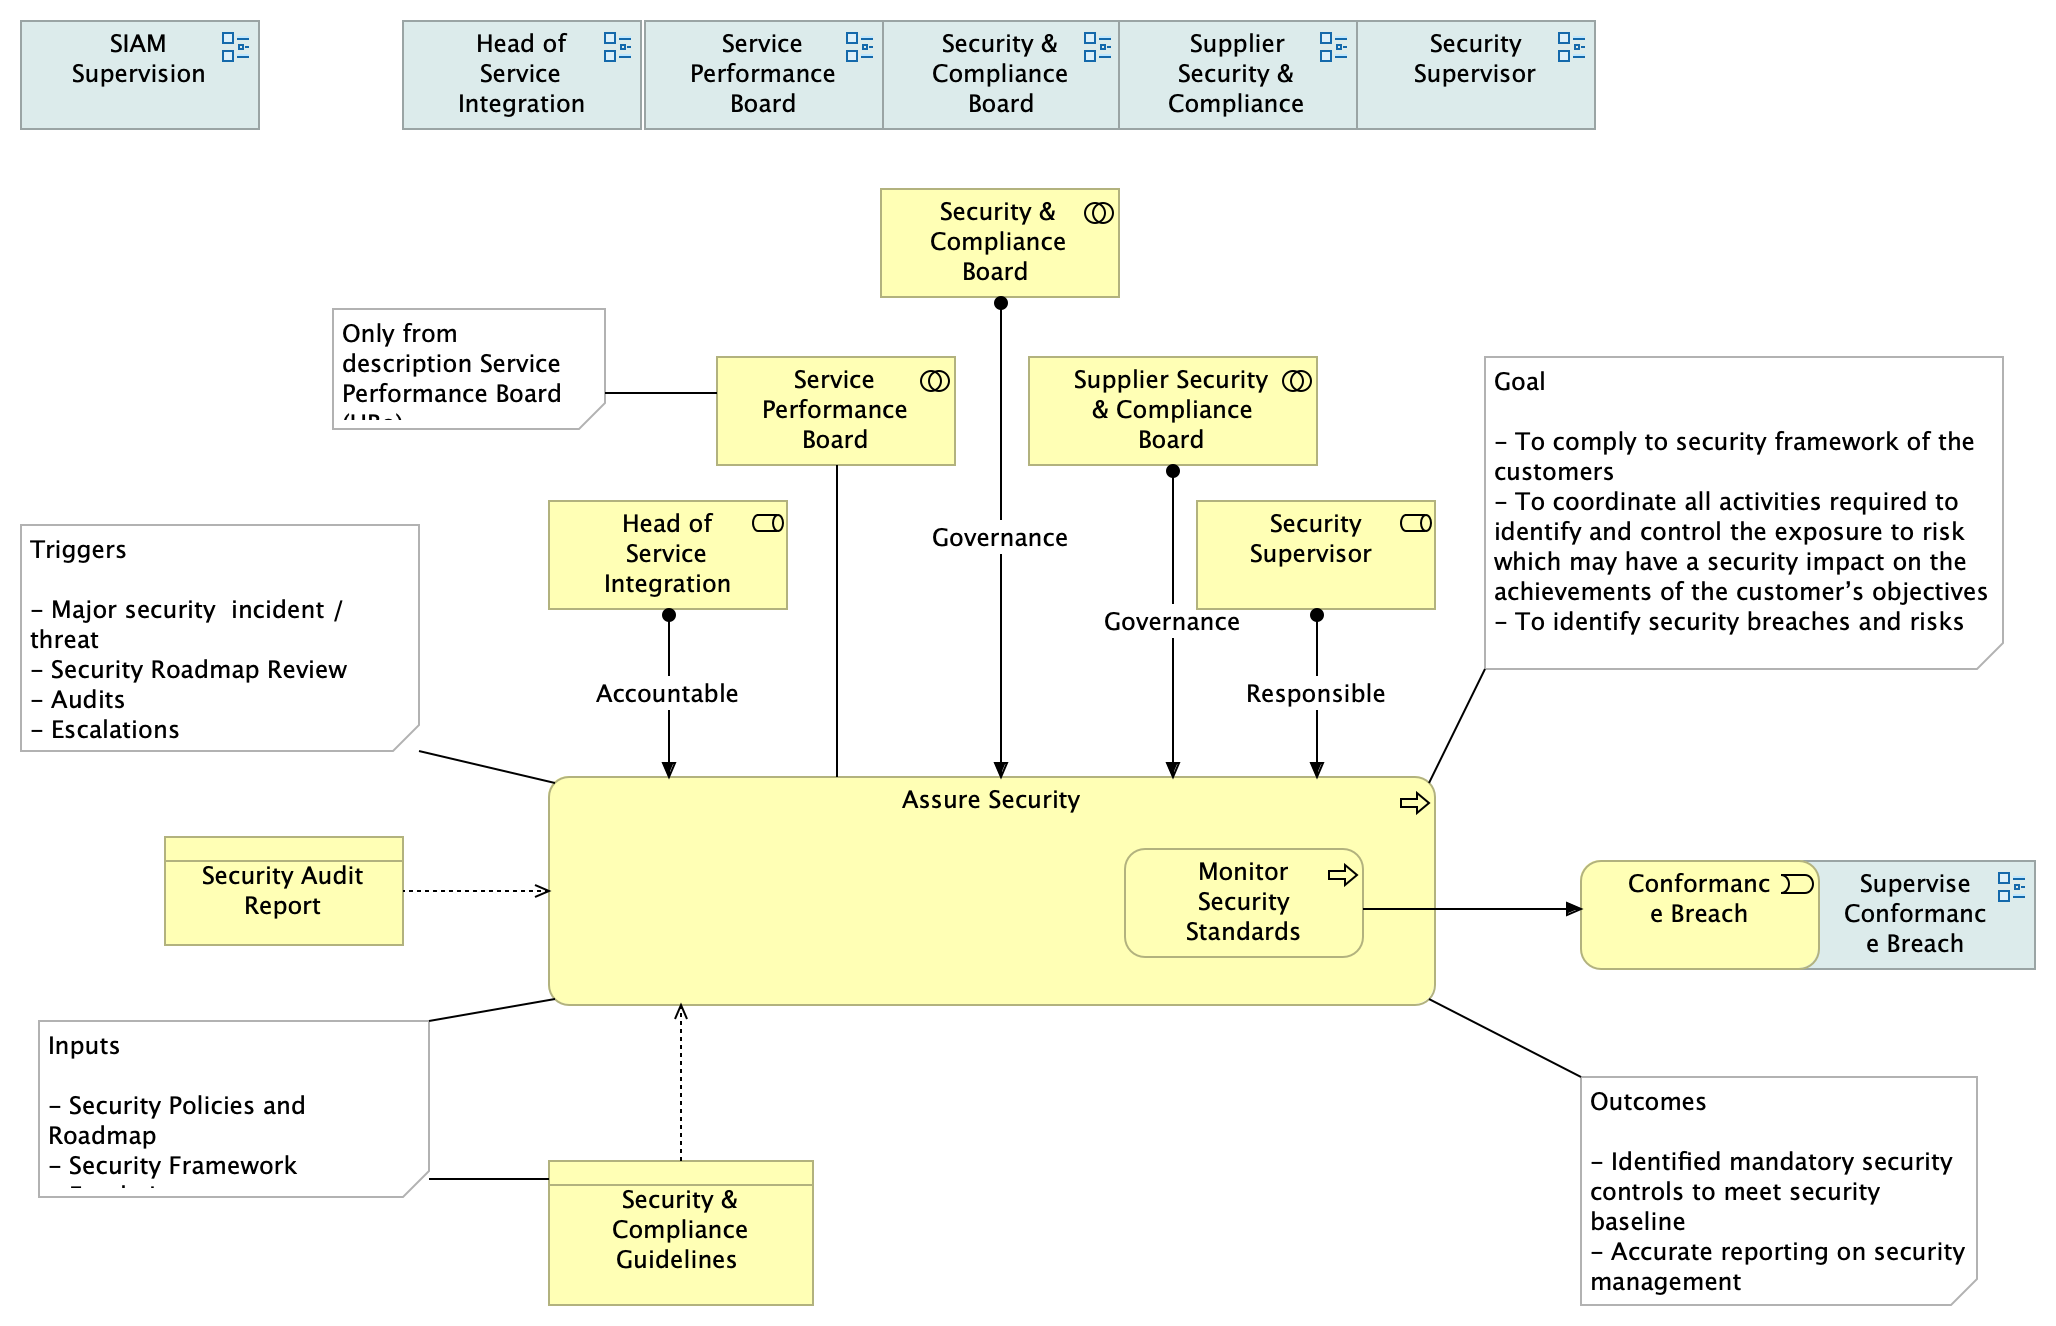 SIAM
Supervision
Head of
Service
Integration
Service
Performance
Board
Security &
Compliance
Board
Supplier
Security &
Compliance
Security
Supervisor
Security &
Compliance
Board
Only from
description Service
Performance Board
Service
Performance
Board
Supplier Security
& Compliance
Board
Goal
- To comply to security framework of the
customers
- To coordinate all activities required to
identify and control the exposure to risk
which may have a security impact on the
achievements of the customer’s objectives
- To identify security breaches and risks
Head of
Service
Integration
Governance
Security
Supervisor
Triggers
- Major security  incident /
threat
- Security Roadmap Review
- Audits
- Escalations
Governance
Accountable
Responsible
Assure Security
Security Audit
Report
Monitor
Security
Standards
Conformanc
e Breach
Supervise
Conformanc
e Breach
Inputs
- Security Policies and
Roadmap
- Security Framework
Security &
Compliance
Guidelines
Outcomes
- Identified mandatory security
controls to meet security
baseline
- Accurate reporting on security
management